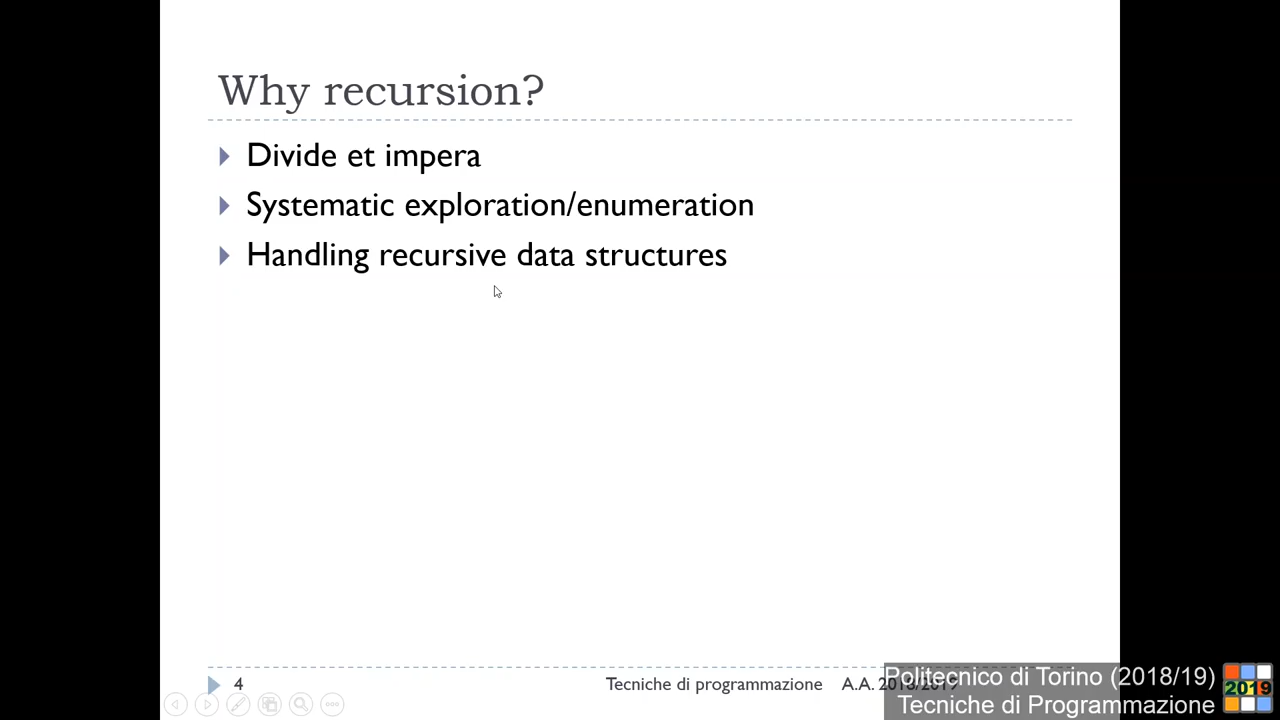 Why recursion?
Divide et impera
Systematic exploration/enumeration
Handling recursive data structures
4
Tecniche di programmazione A.A. 2018/2019
Politecnico di Torino (2018/19)
Tecniche di Programmazione
2019